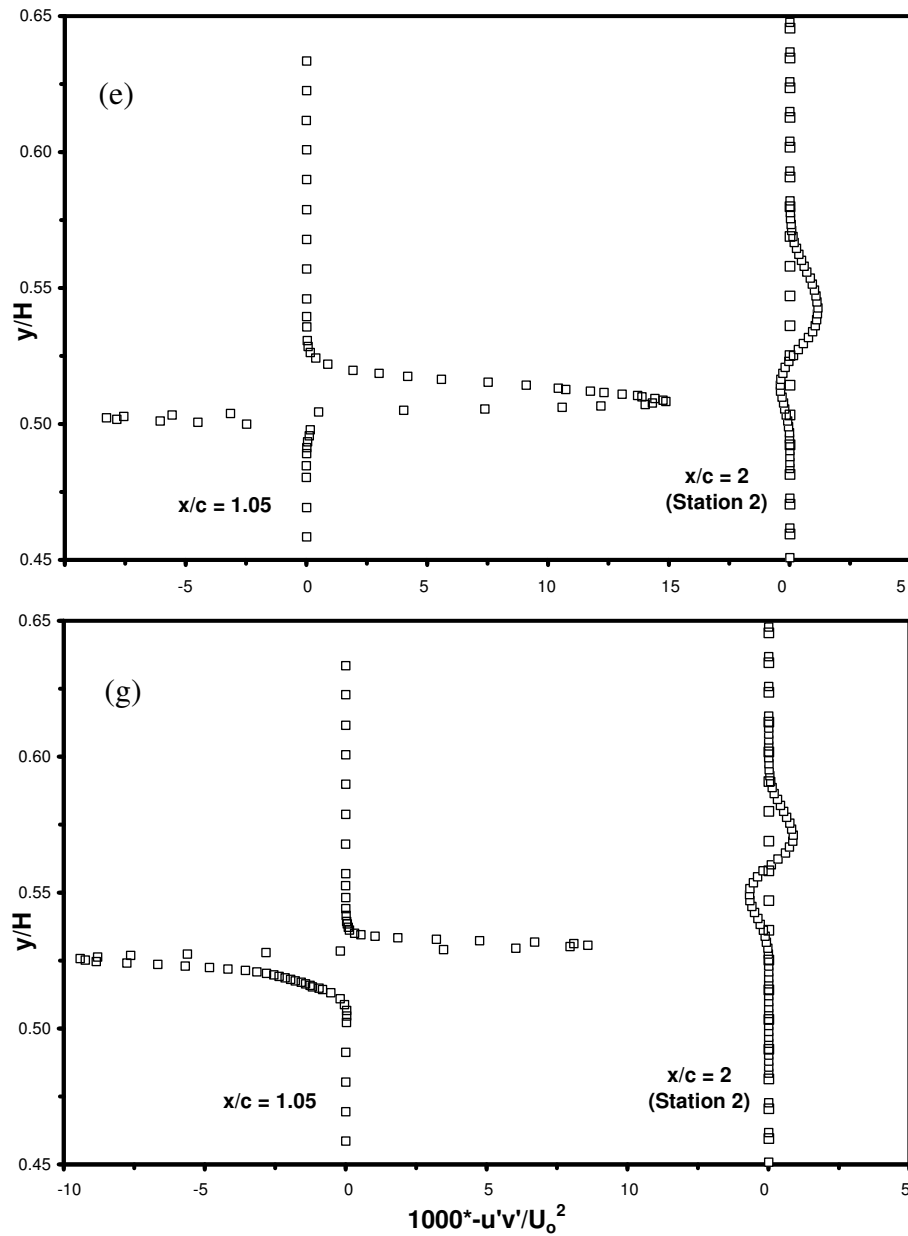 0.65
(e)
0.60
0.55
y/H
0.50
x/c = 1.05
x/c = 2
(Station 2)
0.45
-5 0 5 10 15 0 5
0.65
(g)
0.60
0.55
y/H
0.50
x/c = 1.05
x/c = 2
(Station 2)
0.45
-10 -5 0 5 10 0 5
1000*-u'v'/Uo²